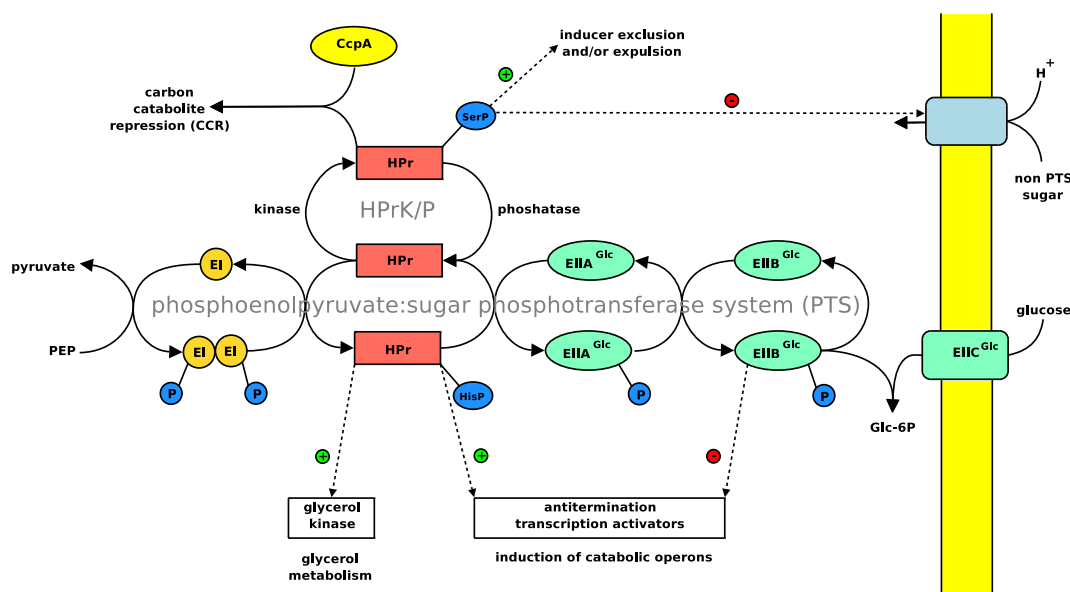 CcpA
inducer exclusion
and/or expulsion
+
carbon
catabolite
repression (CCR)
SerP
-
H+
HPr
non PTS
sugar
kinase
HPrK/P
phoshatase
pyruvate
EI
HPr
EIIA Glc
EIIB Glc
phosphoenolpyruvate:sugar phosphotransferase system (PTS)
glucose
PEP
EI
EI
HPr
EIIA Glc
EIIB Glc
EIIC Glc
P
P
HisP
P
P
Glc-6P
+
+
-
glycerol
kinase
antitermination
transcription activators
glycerol
metabolism
induction of catabolic operons